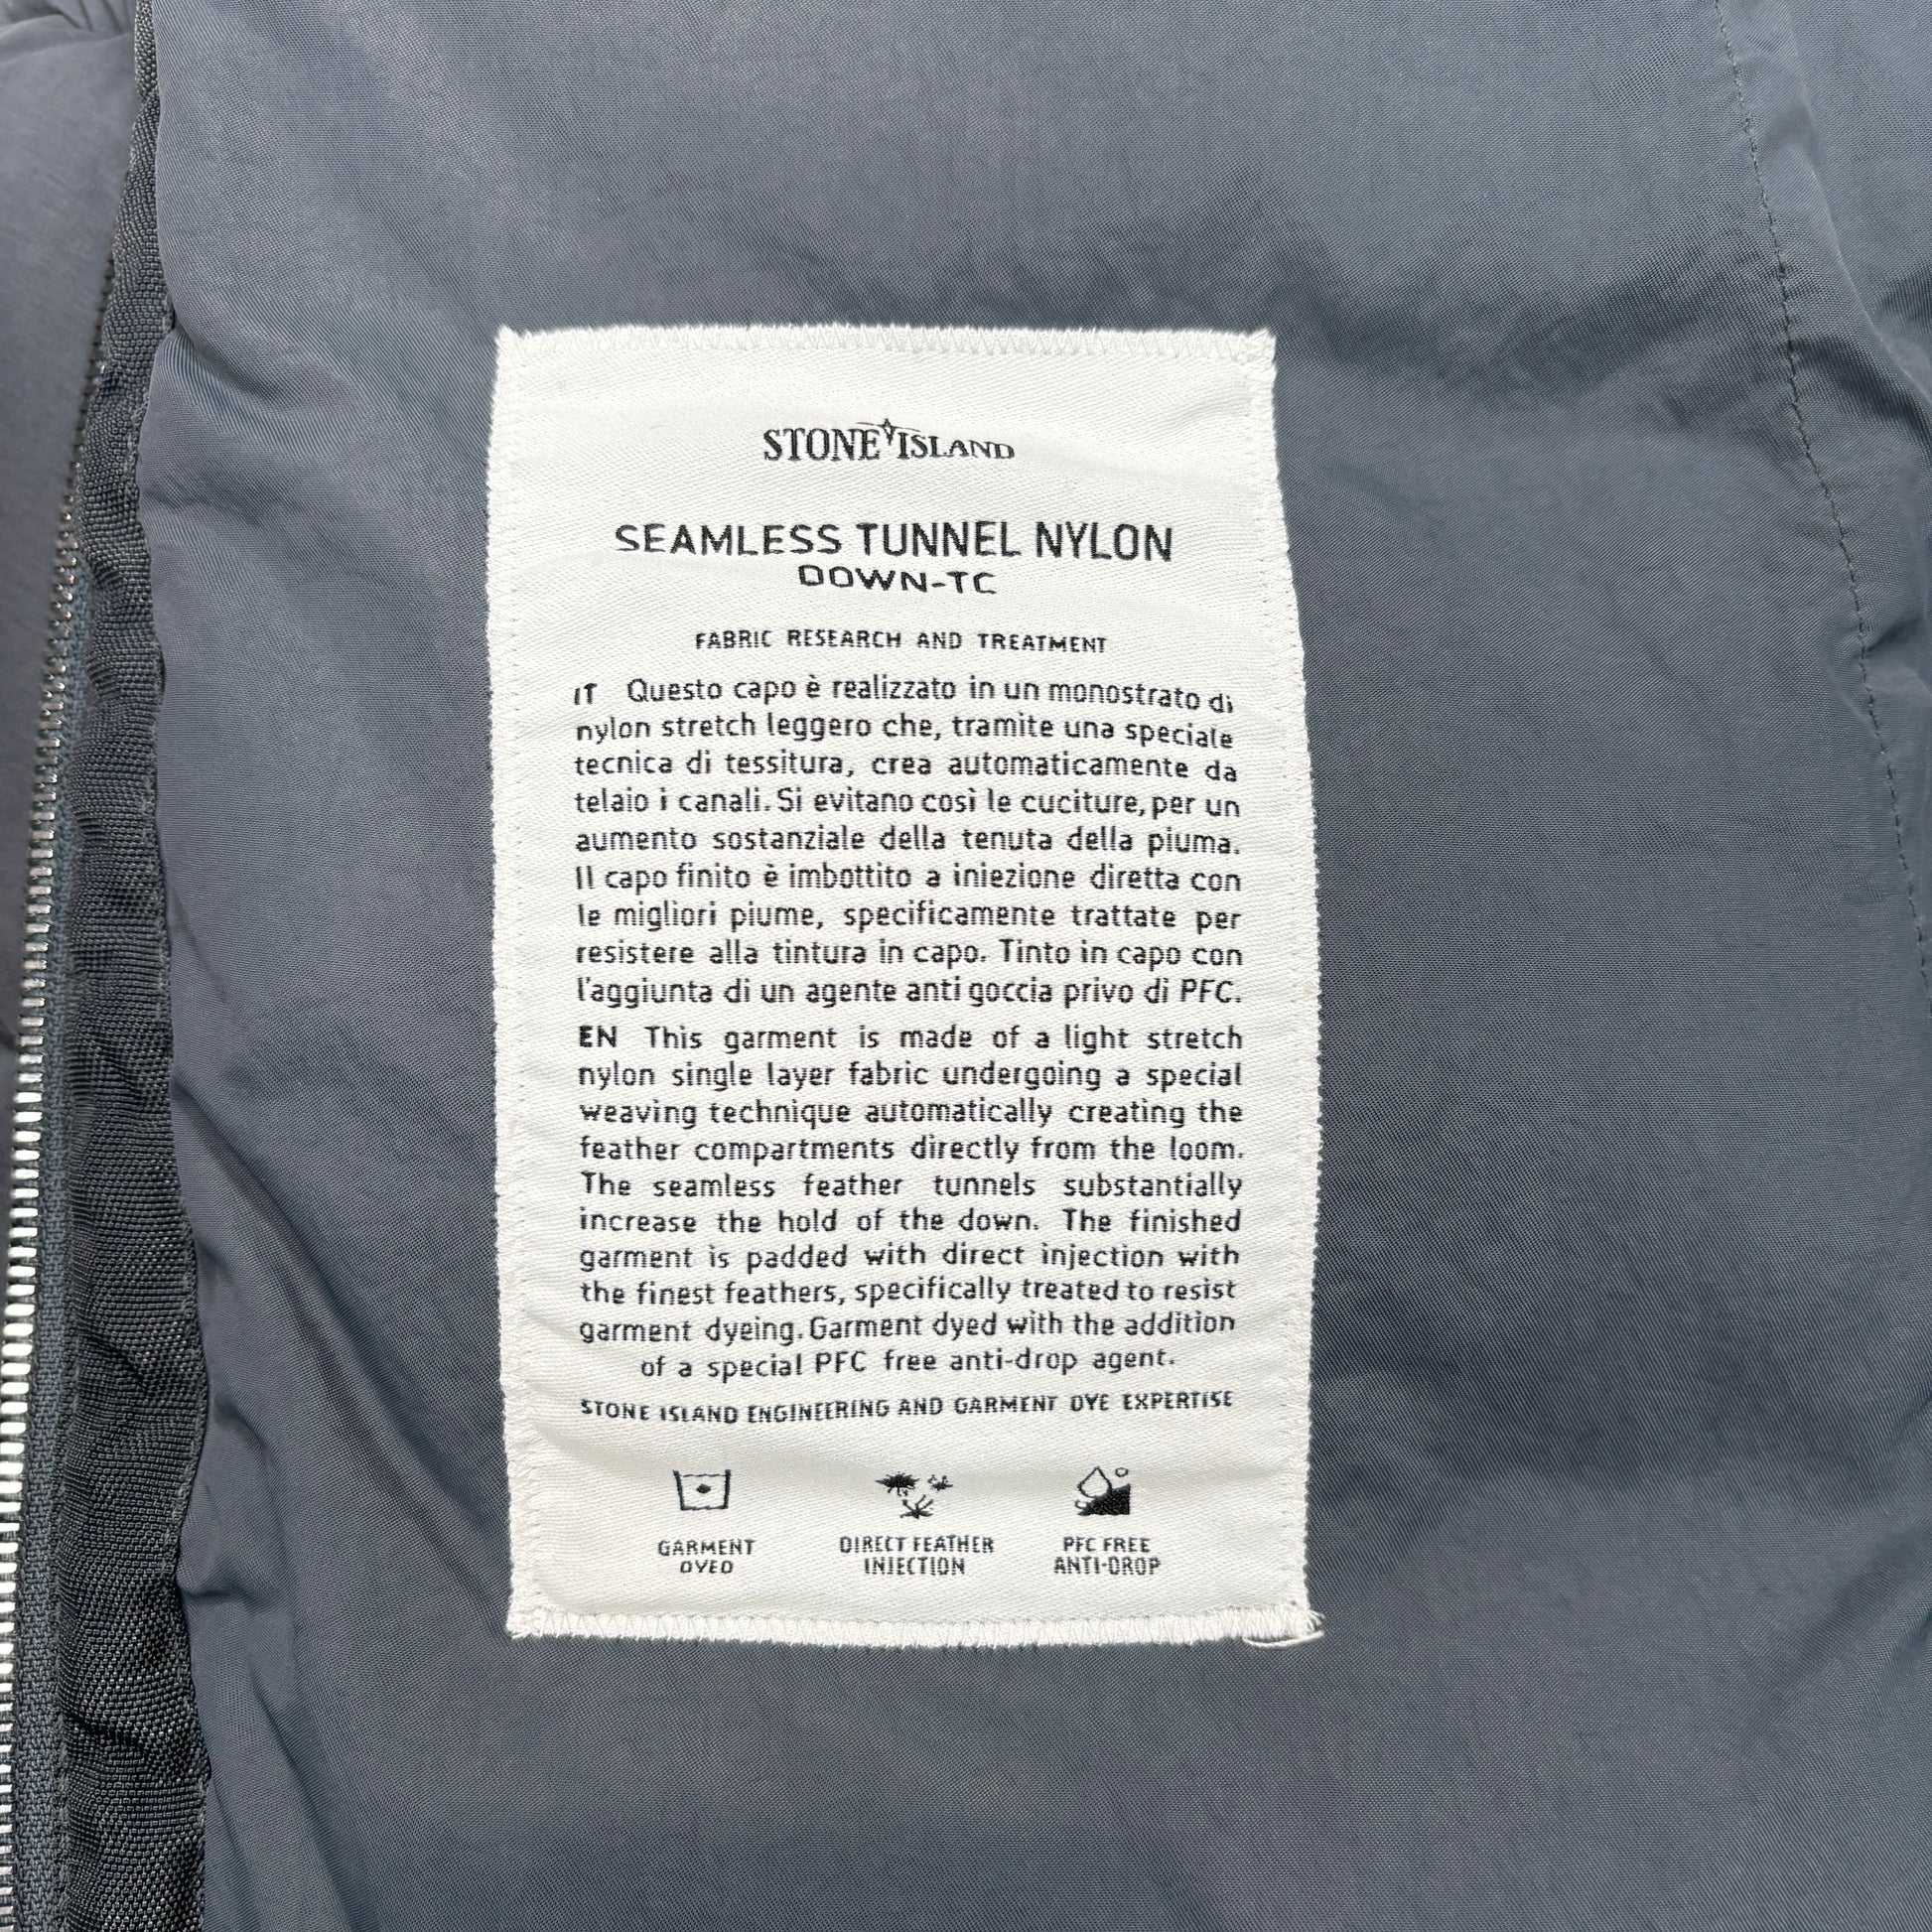 STONE ISLAND
SEAMLESS TUNNEL NYLON
DOWN-TC
FABRIC RESEARCH AND TREATMENT
IT Questo capo è realizzato in un monostrato di
nylon stretch leggero che, tramite una speciale
tecnica di tessitura, crea automaticamente da
telaio i canali. Si evitano così le cuciture, per un
aumento sostanziale della tenuta della piuma.
Il capo finito è imbottito a iniezione diretta con
le migliori piume, specificamente trattate per
resistere alla tintura in capo. Tinto in capo con
l'aggiunta di un agente anti goccia privo di PFC.
EN This garment is made of a light stretch
nylon single layer fabric undergoing a special
weaving technique automatically creating the
feather compartments directly from the loom.
The seamless feather tunnels substantially
increase the hold of the down. The finished
garment is padded with direct injection with
the finest feathers, specifically treated to resist
garment dyeing. Garment dyed with the addition
of a special PFC free anti-drop agent.
STONE ISLAND ENGINEERING AND GARMENT DYE EXPERTISE
GARMENT DYED
DIRECT FEATHER INJECTION
PFC FREE ANTI-DROP